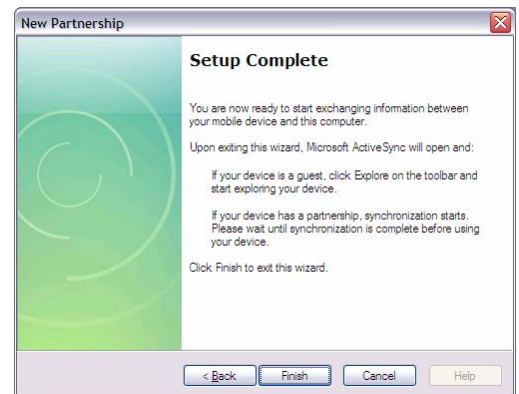 New Partnership
Setup Complete
You are now ready to start exchanging information between
your mobile device and this computer.
Upon exiting this wizard, Microsoft ActiveSync will open and:
If your device is a guest, click Explore on the toolbar and
start exploring your device.
If your device has a partnership, synchronization starts.
Please wait until synchronization is complete before using
your device.
Click Finish to exit this wizard.
< Back Finish Cancel Help